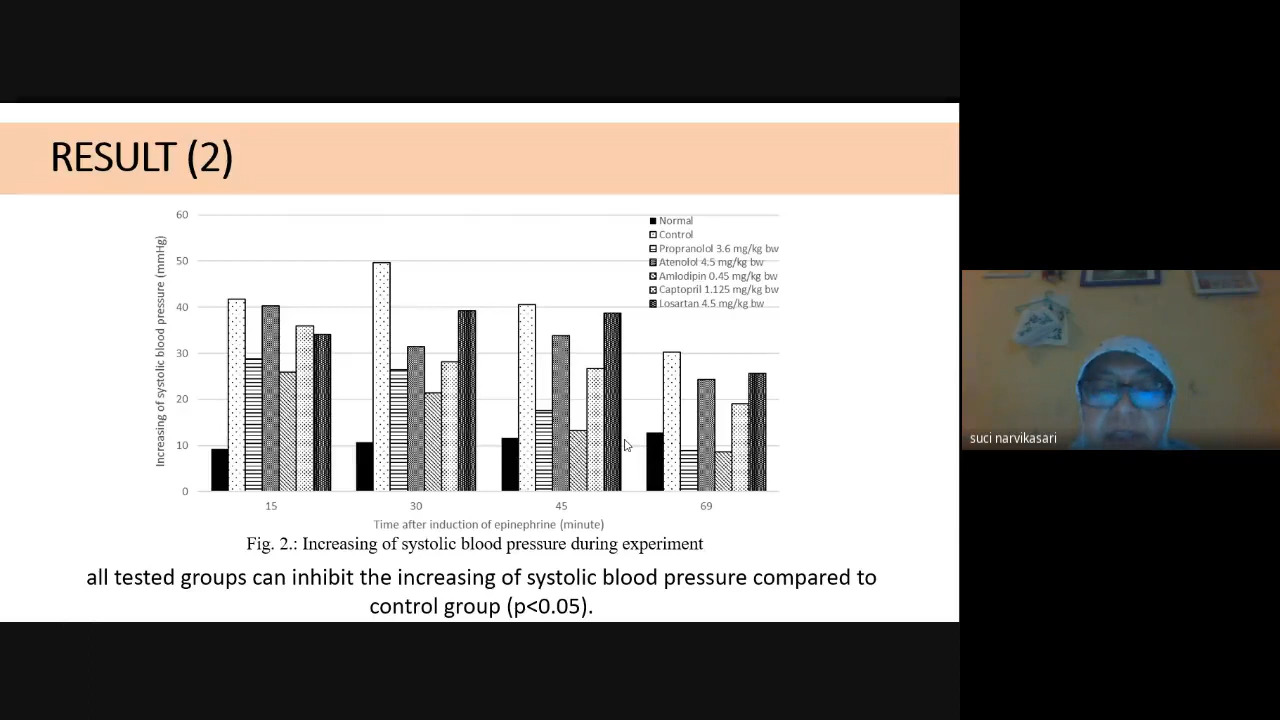 RESULT (2)
60
50
40
30
20
10
0
Increasing of systolic blood pressure (mmHg)
Normal
Control
Propranolol 3.6 mg/kg bw
Atenolol 4.5 mg/kg bw
Amlodipin 0.45 mg/kg bw
Captopril 1.125 mg/kg bw
Losartan 4.5 mg/kg bw
15 30 45 69
Time after induction of epinephrine (minute)
Fig. 2.: Increasing of systolic blood pressure during experiment
all tested groups can inhibit the increasing of systolic blood pressure compared to
control group (p<0.05).
suci narvikasari